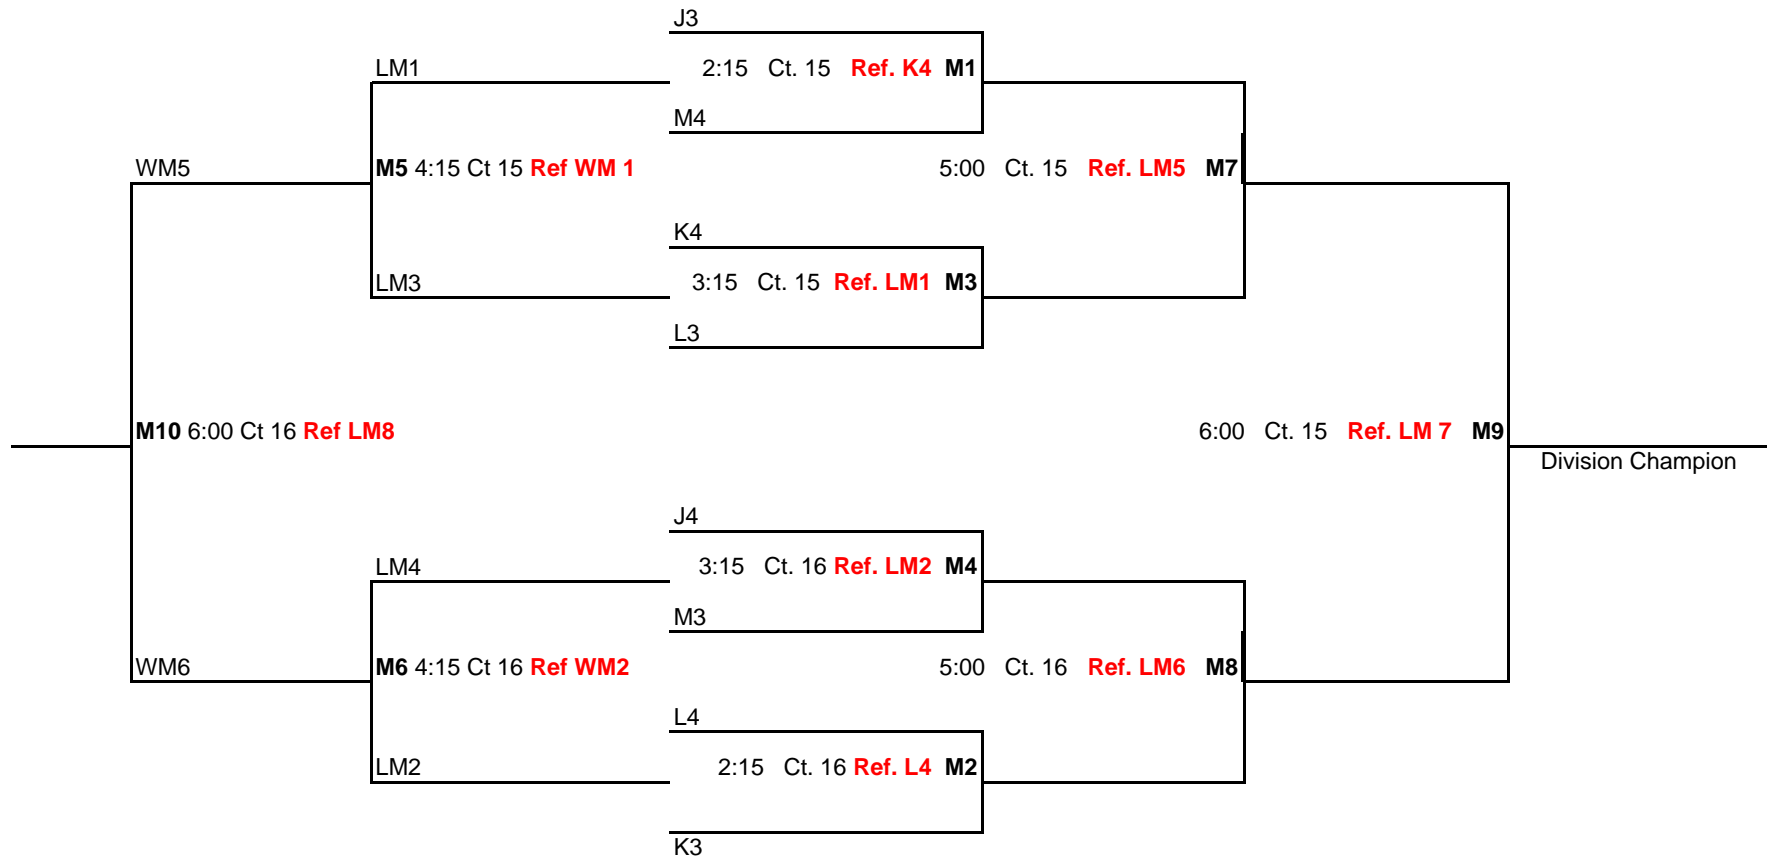 J3
LM1
2:15 Ct. 15 Ref. K4 M1
M4
WM5
M5 4:15 Ct 15 Ref WM 1
5:00 Ct. 15 Ref. LM5 M7
K4
LM3
3:15 Ct. 15 Ref. LM1 M3
L3
M10 6:00 Ct 16 Ref LM8
6:00 Ct. 15 Ref. LM 7 M9
Division Champion
J4
LM4
3:15 Ct. 16 Ref. LM2 M4
M3
WM6
M6 4:15 Ct 16 Ref WM2
5:00 Ct. 16 Ref. LM6 M8
L4
LM2
2:15 Ct. 16 Ref. L4 M2
K3